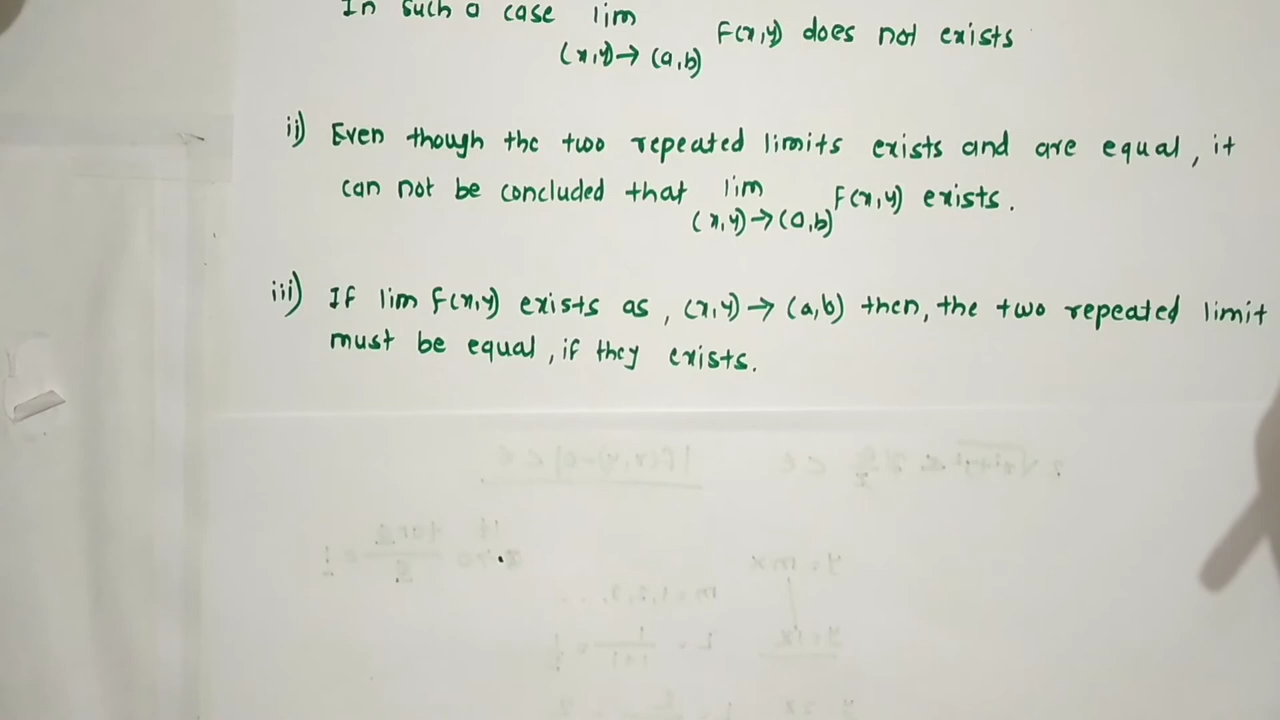 In such a case lim F(x,y) does not exists
(x,y)→(a,b)
ii) Even though the two repeated limits exists and are equal, it
can not be concluded that lim F(x,y) exists.
(x,y)→(a,b)
iii) If lim f(x,y) exists as, (x,y)→(a,b) then, the two repeated limit
must be equal, if they exists.